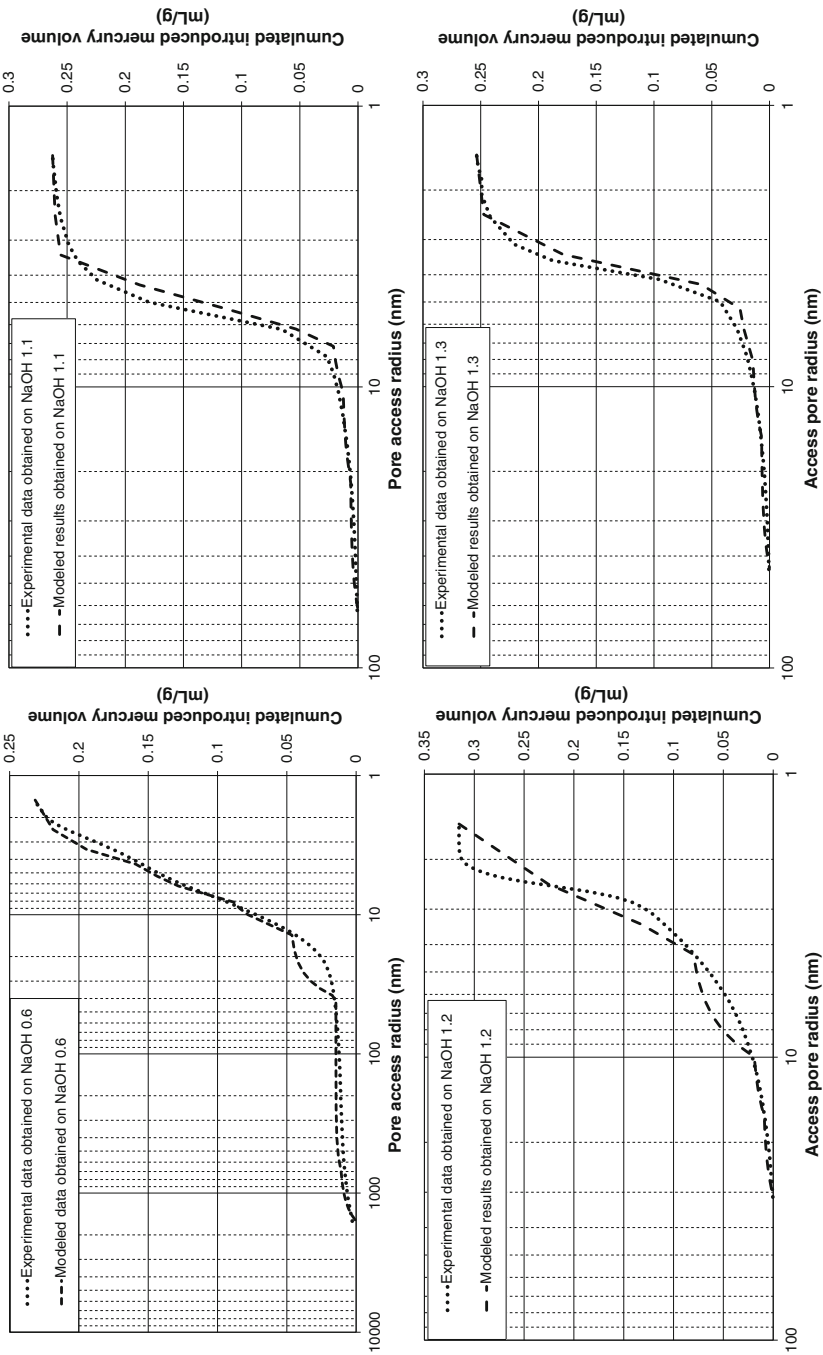 Experimental data obtained on NaOH 0.6
Modeled data obtained on NaOH 0.6
0.25
0.2
0.15
0.1
0.05
0
10000
1000
100
10
1
Pore access radius (nm)
Cumulated introduced mercury volume
(mL/g)
Experimental data obtained on NaOH 1.1
Modeled results obtained on NaOH 1.1
0.3
0.25
0.2
0.15
0.1
0.05
0
100
10
1
Pore access radius (nm)
Cumulated introduced mercury volume
(mL/g)
Experimental data obtained on NaOH 1.2
Modeled results obtained on NaOH 1.2
0.35
0.3
0.25
0.2
0.15
0.1
0.05
0
100
10
1
Access pore radius (nm)
Cumulated introduced mercury volume
(mL/g)
Experimental data obtained on NaOH 1.3
Modeled results obtained on NaOH 1.3
0.3
0.25
0.2
0.15
0.1
0.05
0
100
10
1
Access pore radius (nm)
Cumulated introduced mercury volume
(mL/g)